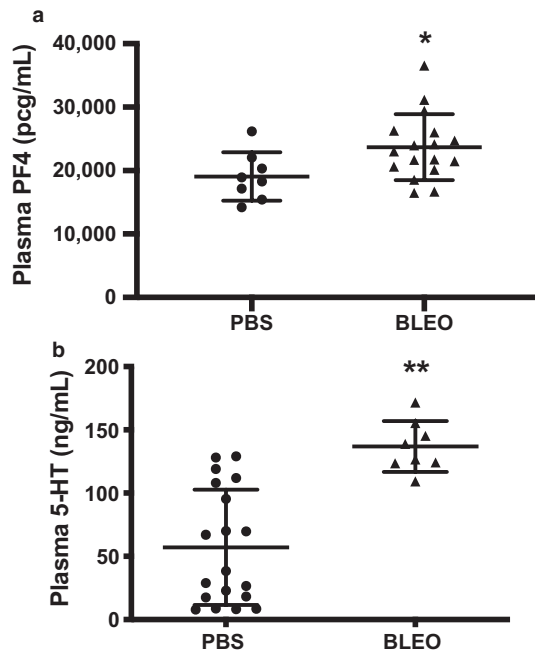 a
*
40,000
30,000
20,000
10,000
0
Plasma PF4 (pcg/mL)
PBS BLEO
b
**
200
150
100
50
0
Plasma 5-HT (ng/mL)
PBS BLEO